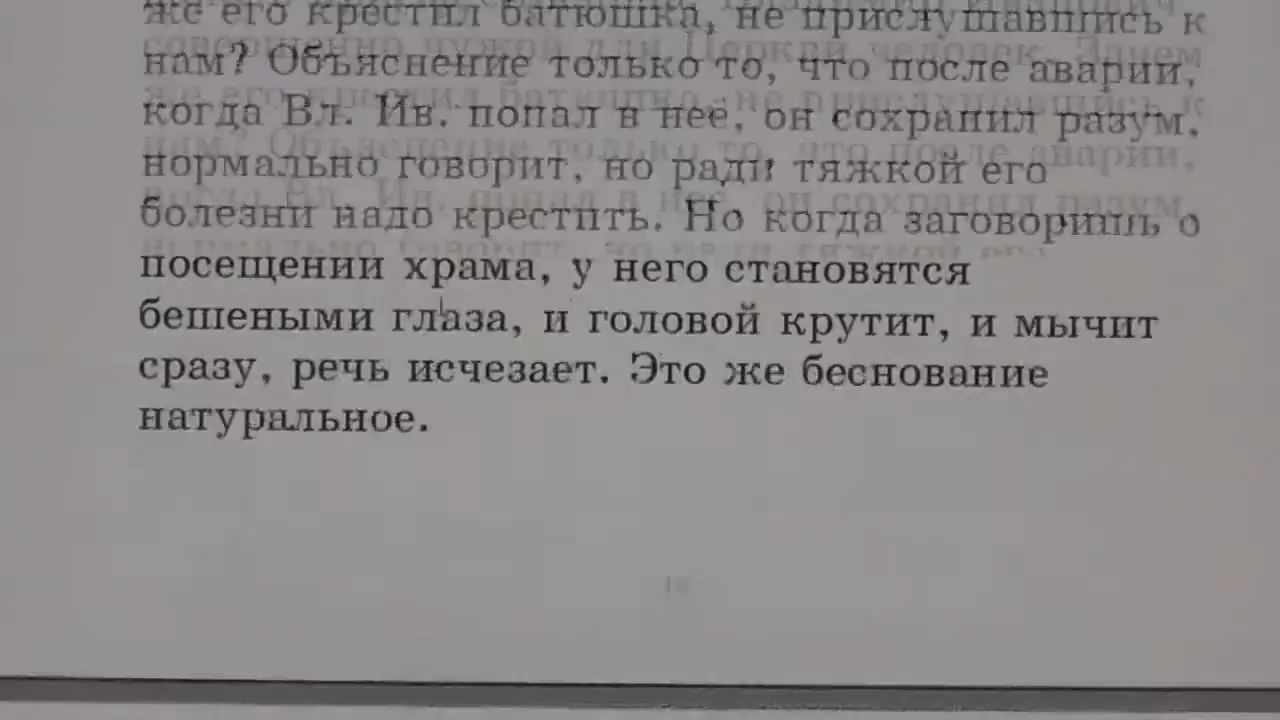 же его крестил батюшка, не прислушавшись к
нам? Объяснение только то, что после аварии,
когда Вл. Ив. попал в неё, он сохранил разум,
нормально говорит, но ради тяжкой его
болезни надо крестить. Но когда заговоришь о
посещении храма, у него становятся
бешеными глаза, и головой крутит, и мычит
сразу, речь исчезает. Это же беснование
натуральное.